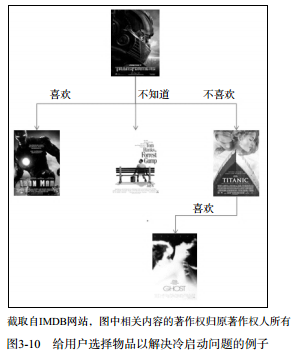 TRANSFORMERS
喜欢
不知道
不喜欢
IRON MAN
Tom
Hanks
Forrest
Gump
TITANIC
喜欢
GHOST
截取自IMDB网站，图中相关内容的著作权归原著作权人所有
图3-10 给用户选择物品以解决冷启动问题的例子